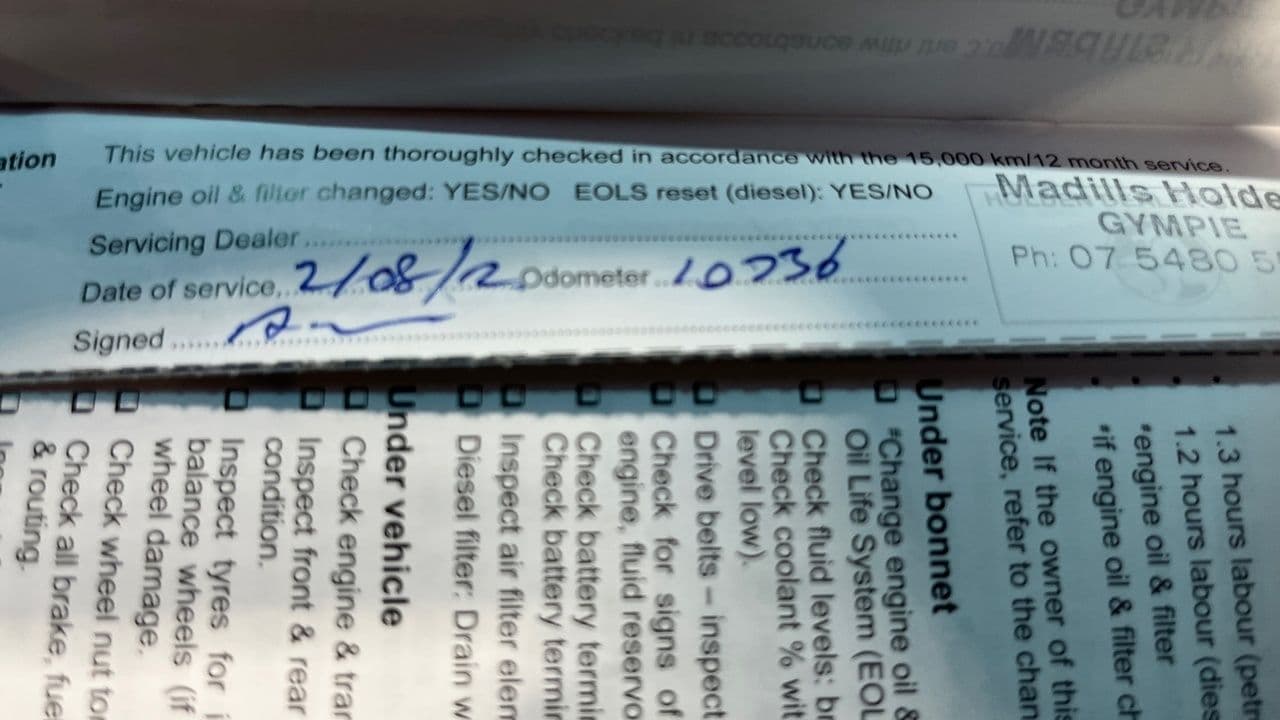 ation
This vehicle has been thoroughly checked in accordance with the 15,000 km/12 month service.
Engine oil & filter changed: YES/NO EOLS reset (diesel): YES/NO
Servicing Dealer
Date of service 2/08/12 Odometer 10736
Signed
Madills Holde
GYMPIE
Ph: 07 5480 5
• 1.3 hours labour (petr
• 1.2 hours labour (dies
• *engine oil & filter
• *if engine oil & filter ch
Note If the owner of this
service, refer to the chan
Under bonnet
*Change engine oil &
Oil Life System (EOL
Check fluid levels: br
Check coolant % wit
level low).
Drive belts – inspect
Check for signs of
engine, fluid reservo
Check battery termin
Check battery termin
Inspect air filter elem
Diesel filter: Drain w
Under vehicle
Check engine & tran
Inspect front & rear
condition.
Inspect tyres for i
balance wheels (if
wheel damage.
Check wheel nut tor
Check all brake, fue
& routing.